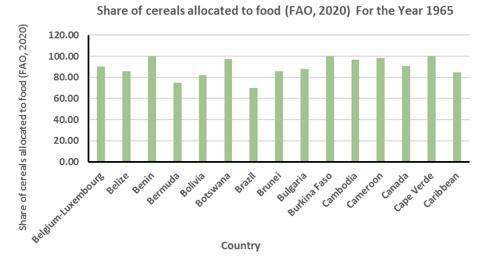 Share of cereals allocated to food (FAO, 2020)  For the Year 1965
Share of cereals allocated to food (FAO, 2020)
120.00
100.00
80.00
60.00
40.00
20.00
0.00
Belgium-Luxembourg
Belize
Benin
Bermuda
Bolivia
Botswana
Brazil
Brunei
Bulgaria
Burkina Faso
Cambodia
Cameroon
Canada
Cape Verde
Caribbean
Country